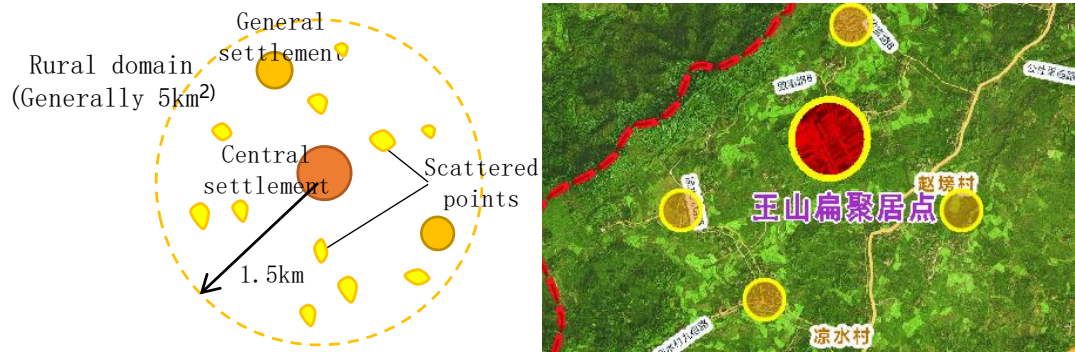 General
settlement
Rural domain
(Generally 5km²)
Central
settlement
Scattered
points
1.5km
赵塝村
王山扁聚居点
凉水村